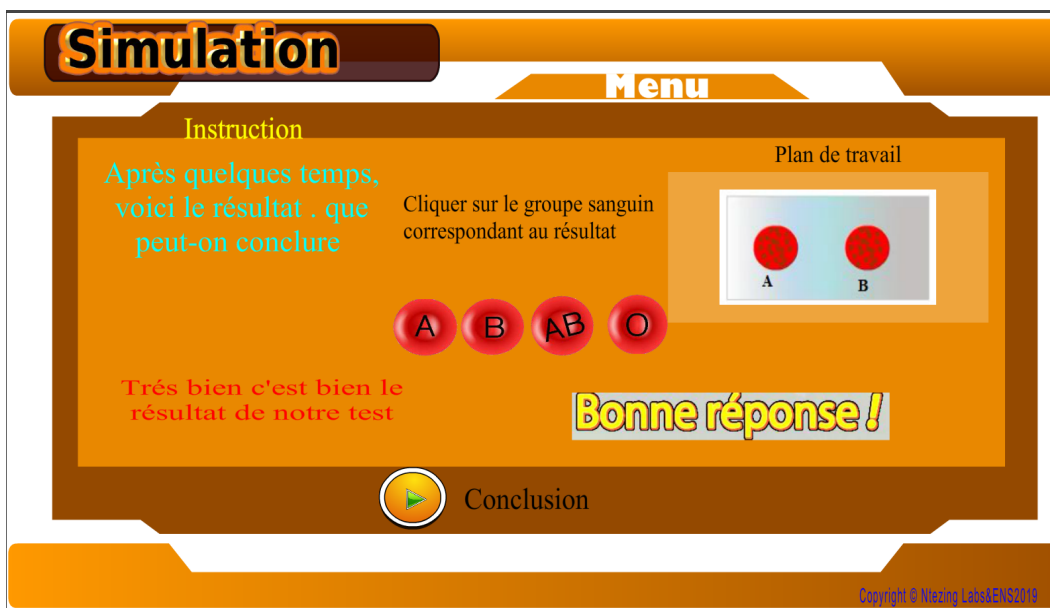 Simulation
Menu
Instruction
Après quelques temps,
voici le résultat . que
peut-on conclure
Cliquer sur le groupe sanguin
correspondant au résultat
Plan de travail
A
B
A
B
AB
O
Trés bien c'est bien le
résultat de notre test
Bonne réponse !
Conclusion
Copyright © Ntezing Labs&ENS2019